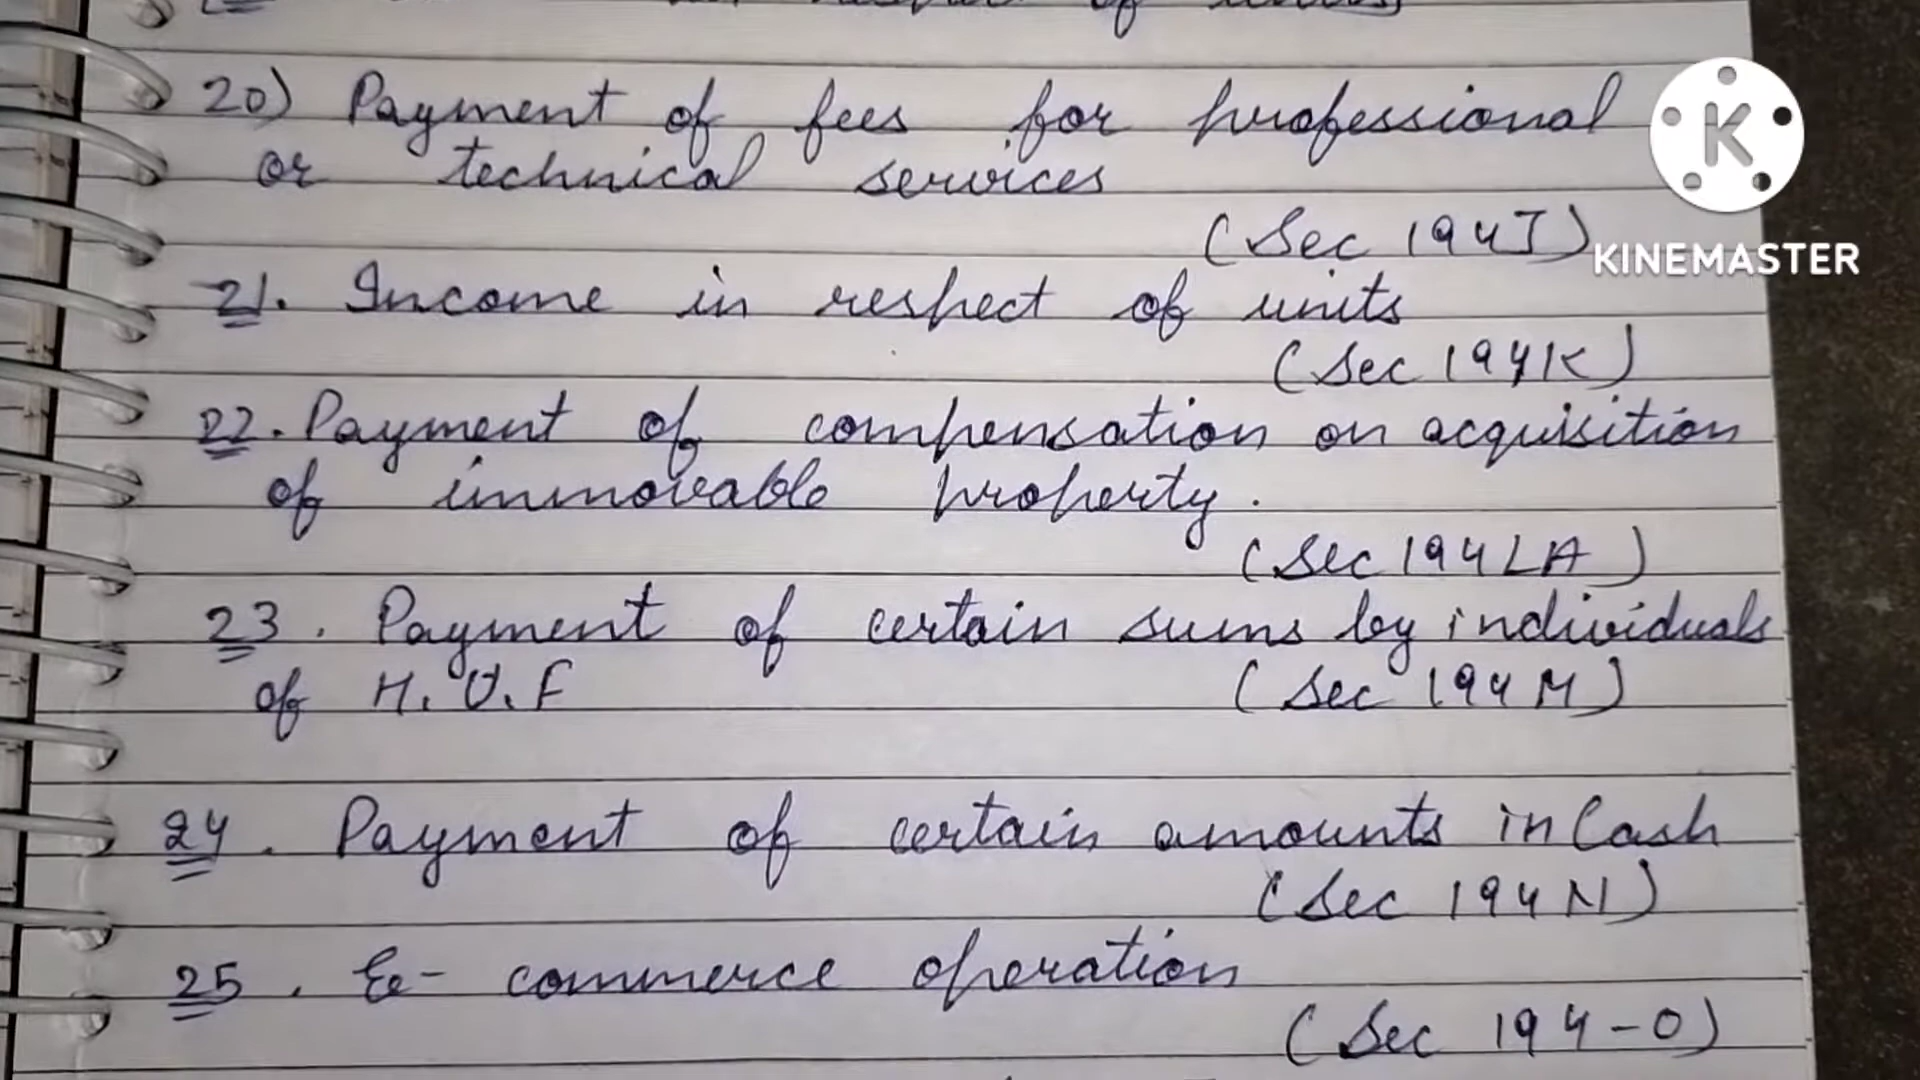 of units]
20) Payment of fees for professional
or technical services
(Sec 194J)
21. Income in respect of units
(Sec 194K)
22. Payment of compensation on acquisition
of immovable property.
(Sec 194LA)
23. Payment of certain sums by individuals
of H.U.F (Sec 194M)
24. Payment of certain amounts in Cash
(Sec 194N)
25. E- commerce operation
(Sec 194-O)
K
KINEMASTER